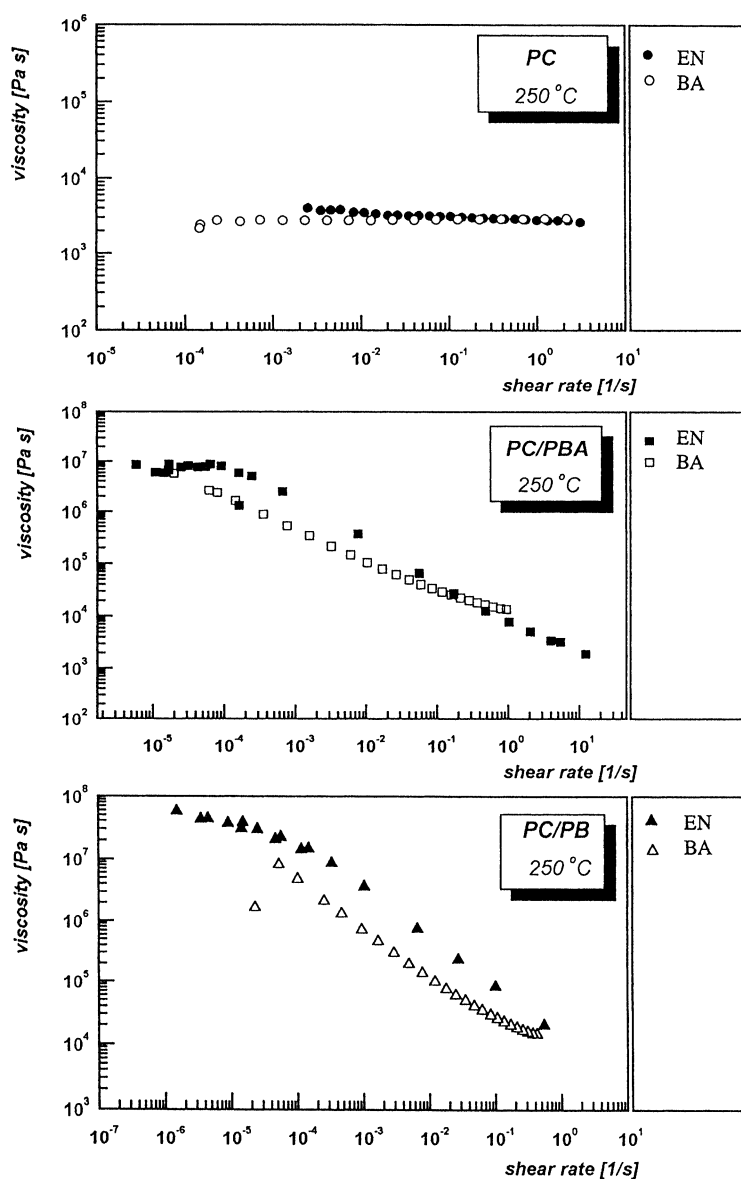 10^6
10^5
10^4
10^3
10^2
viscosity [Pa s]
PC
250 °C
EN
BA
10^-5
10^-4
10^-3
10^-2
10^-1
10^0
10^1
shear rate [1/s]
10^8
10^7
10^6
10^5
10^4
10^3
10^2
viscosity [Pa s]
PC/PBA
250 °C
EN
BA
10^-5
10^-4
10^-3
10^-2
10^-1
10^0
10^1
shear rate [1/s]
10^8
10^7
10^6
10^5
10^4
10^3
viscosity [Pa s]
PC/PB
250 °C
EN
BA
10^-7
10^-6
10^-5
10^-4
10^-3
10^-2
10^-1
10^0
10^1
shear rate [1/s]